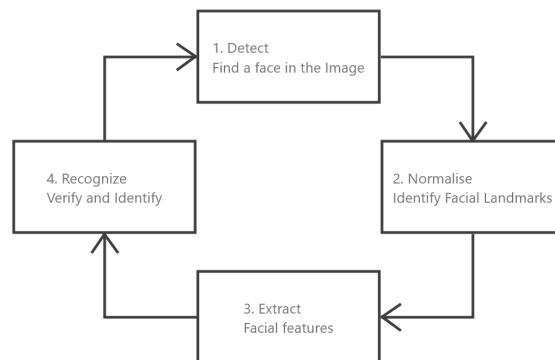 1. Detect
Find a face in the Image
2. Normalise
Identify Facial Landmarks
3. Extract
Facial features
4. Recognize
Verify and Identify